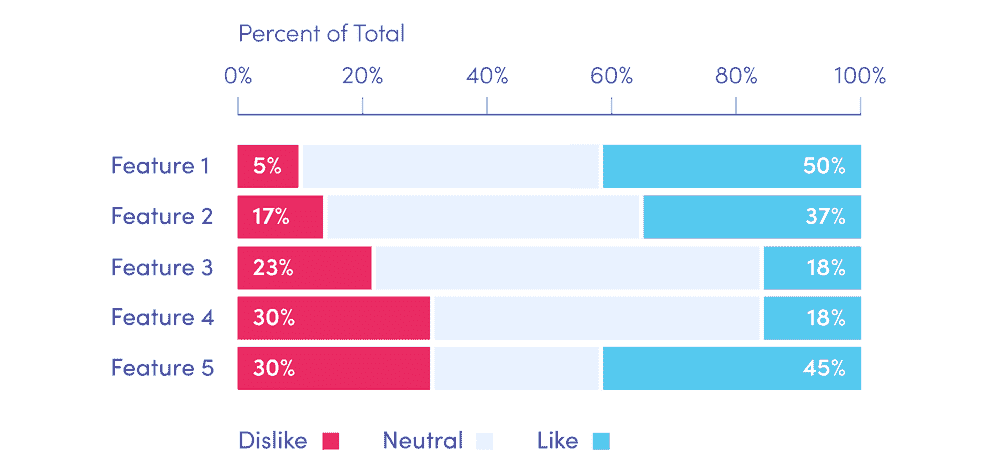 Percent of Total
0% 20% 40% 60% 80% 100%
Feature 1 5% 50%
Feature 2 17% 37%
Feature 3 23% 18%
Feature 4 30% 18%
Feature 5 30% 45%
Dislike Neutral Like